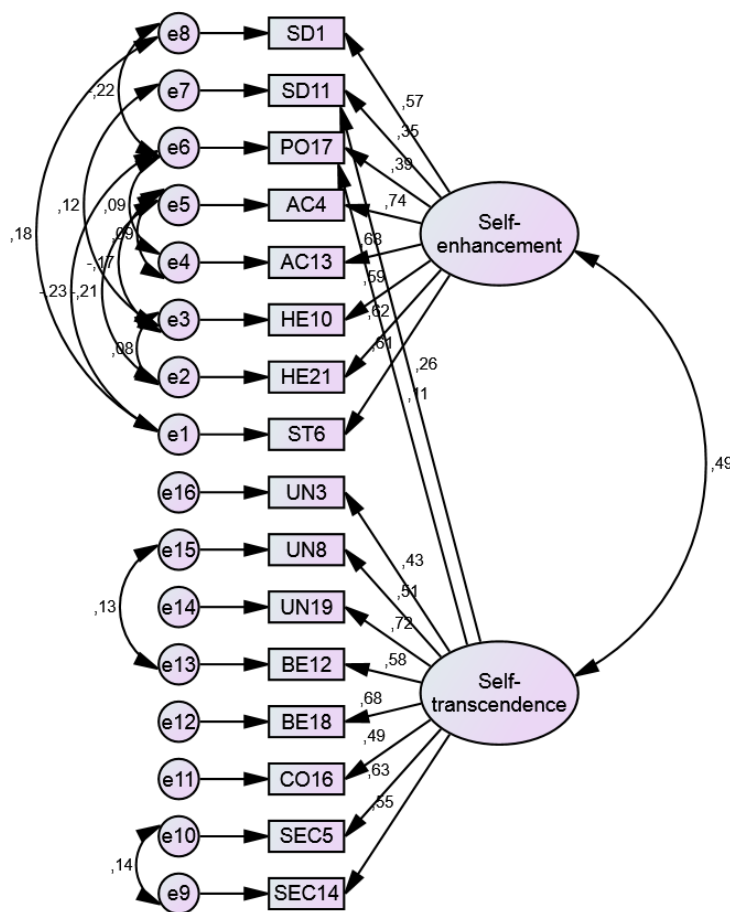 e8
SD1
,57
e7
SD11
-,22
,35
e6
PO17
,39
e5
AC4
,74
,12
,09
,18
,09
e4
AC13
,68
-,17
,59
-,23
-,21
e3
HE10
,62
,08
,61
e2
HE21
,26
,11
e1
ST6
Self-
enhancement
,49
e16
UN3
e15
UN8
,43
,51
,13
e14
UN19
,72
e13
BE12
,58
e12
BE18
,68
Self-
transcendence
e11
CO16
,49
,63
e10
SEC5
,55
,14
e9
SEC14